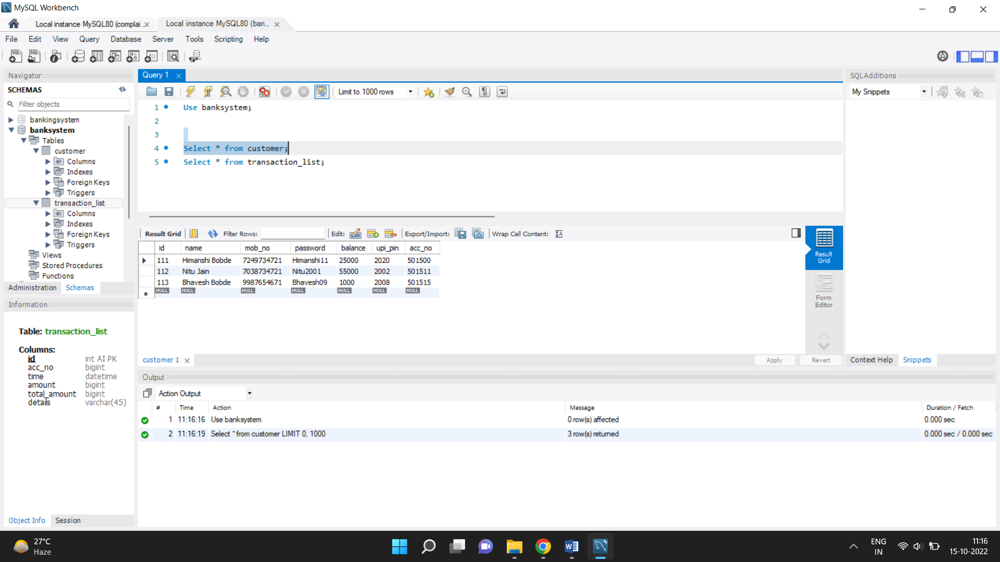 MySQL Workbench
Local instance MySQL80 (complai..
Local instance MySQL80 (ban...
File Edit View Query Database Server Tools Scripting Help
Navigator
SCHEMAS
Filter objects
bankingsystem
banksystem
Tables
customer
Columns
Indexes
Foreign Keys
Triggers
transaction_list
Columns
Indexes
Foreign Keys
Triggers
Views
Stored Procedures
Functions
Administration Schemas
Information
Table: transaction_list
Columns:
id int AI PK
acc_no bigint
time datetime
amount bigint
total_amount bigint
details varchar(45)
Object Info Session
Query 1
Limit to 1000 rows
1 Use banksystem;
2
3
4 Select * from customer;
5 Select * from transaction_list;
Result Grid Filter Rows: Edit: Export/Import: Wrap Cell Content:
id name mob_no password balance upi_pin acc_no
111 Himanshi Bobde 7249734721 Himanshi11 25000 2020 501500
112 Nitu Jain 7038734721 Nitu2001 55000 2002 501511
113 Bhavesh Bobde 9987654671 Bhavesh09 1000 2008 501515
NULL NULL NULL NULL NULL NULL NULL
Result
Grid
Form
Editor
customer 1
Apply Revert
SQLAdditions
My Snippets
Context Help Snippets
Output
Action Output
# Time Action Message Duration / Fetch
1 11:16:16 Use banksystem 0 row(s) affected 0.000 sec
2 11:16:19 Select * from customer LIMIT 0, 1000 3 row(s) returned 0.000 sec / 0.000 sec
27°C
Haze
ENG
IN
11:16
15-10-2022